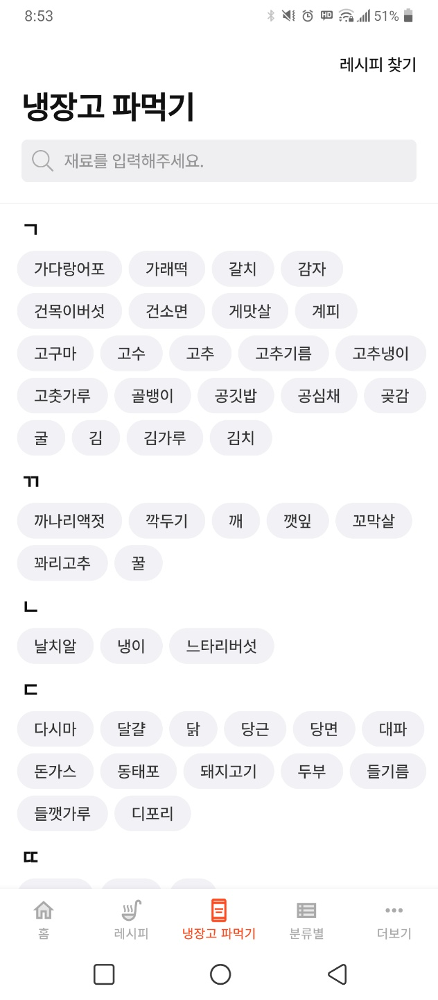 8:53 HD 51%
레시피 찾기
냉장고 파먹기
재료를 입력해주세요.
ㄱ
가다랑어포 가래떡 갈치 감자
건목이버섯 건소면 게맛살 계피
고구마 고수 고추 고추기름 고추냉이
고춧가루 골뱅이 공깃밥 공심채 곶감
굴 김 김가루 김치
ㄲ
까나리액젓 깍두기 깨 깻잎 꼬막살
꽈리고추 꿀
ㄴ
날치알 냉이 느타리버섯
ㄷ
다시마 달걀 닭 당근 당면 대파
돈가스 동태포 돼지고기 두부 들기름
들깻가루 디포리
ㄸ
홈 레시피 냉장고 파먹기 분류별 더보기